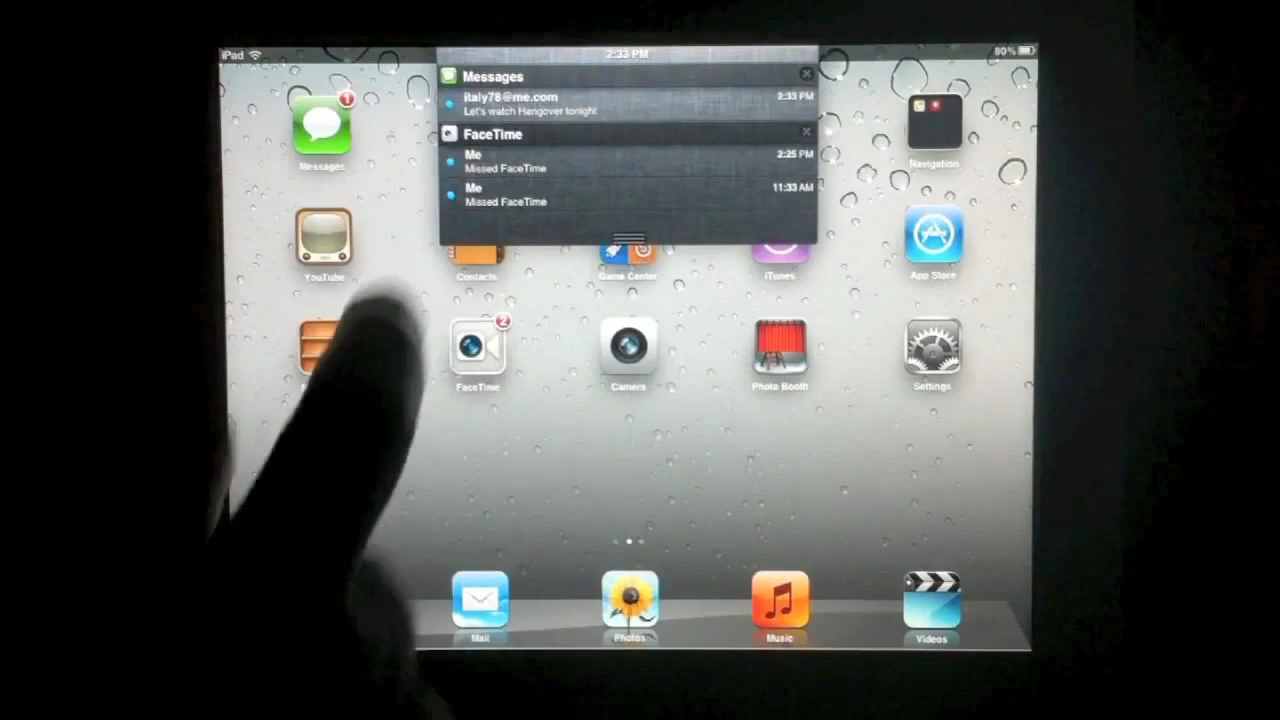 iPad
2:33 PM
80%
Messages
italy78@me.com
2:33 PM
Let's watch Hangover tonight
FaceTime
Me
2:25 PM
Missed FaceTime
Me
11:33 AM
Missed FaceTime
1
Messages
Navigation
YouTube
Contacts
Game Center
iTunes
App Store
2
FaceTime
Camera
Photo Booth
Settings
Mail
Photos
Music
Videos